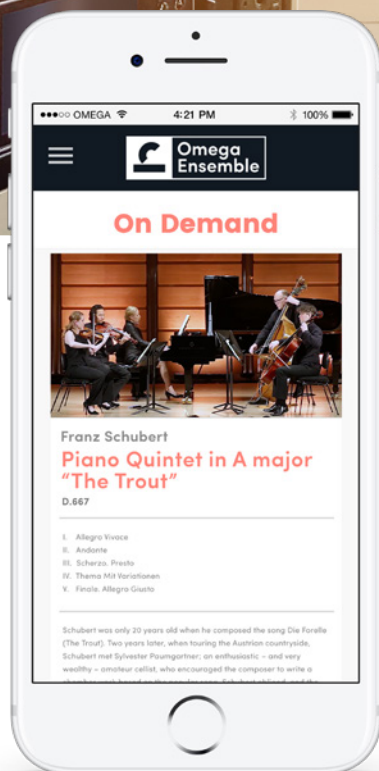 OMEGA 4:21 PM 100%
Omega
Ensemble
On Demand
Franz Schubert
Piano Quintet in A major
“The Trout”
D.667
I. Allegro Vivace
II. Andante
III. Scherzo. Presto
IV. Thema Mit Variationen
V. Finale. Allegro Giusto
Schubert was only 20 years old when he composed the song Die Forelle
(The Trout). Two years later, when touring the Austrian countryside,
Schubert met Sylvester Paumgartner; an enthusiastic – and very
wealthy – amateur cellist, who encouraged the composer to write a